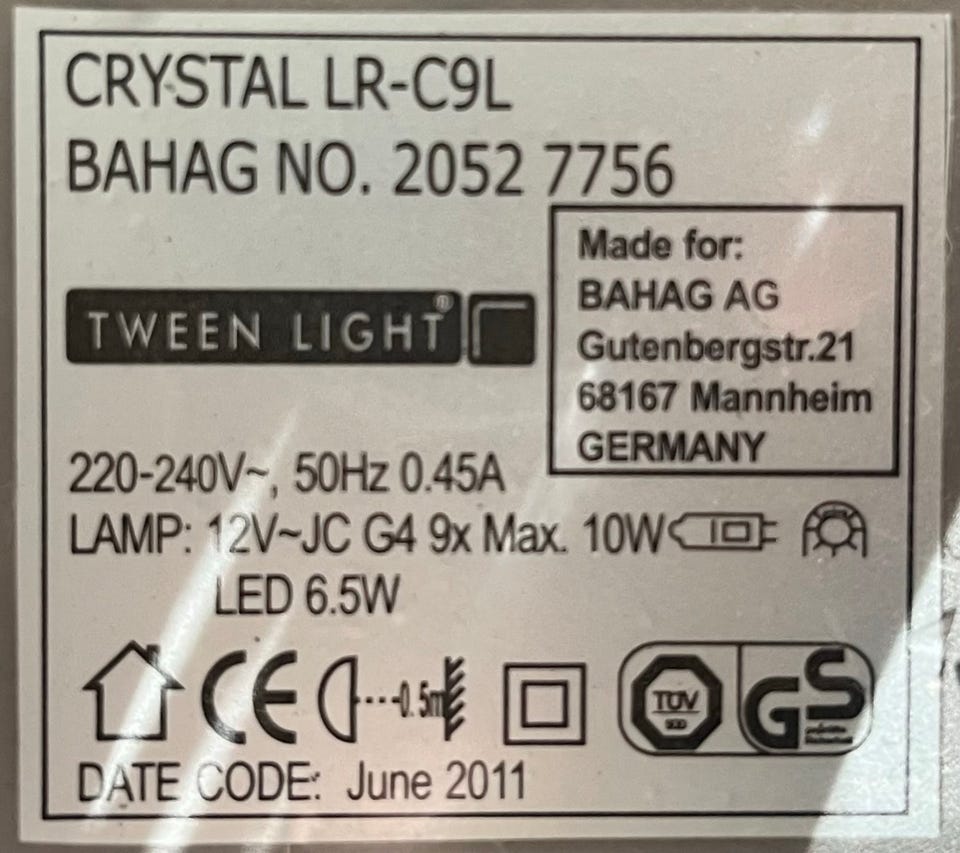 CRYSTAL LR-C9L
BAHAG NO. 2052 7756
TWEEN LIGHT®
Made for:
BAHAG AG
Gutenbergstr.21
68167 Mannheim
GERMANY
220-240V~, 50Hz 0.45A
LAMP: 12V~JC G4 9x Max. 10W
LED 6.5W
CE 0.5m TÜV GS
DATE CODE: June 2011